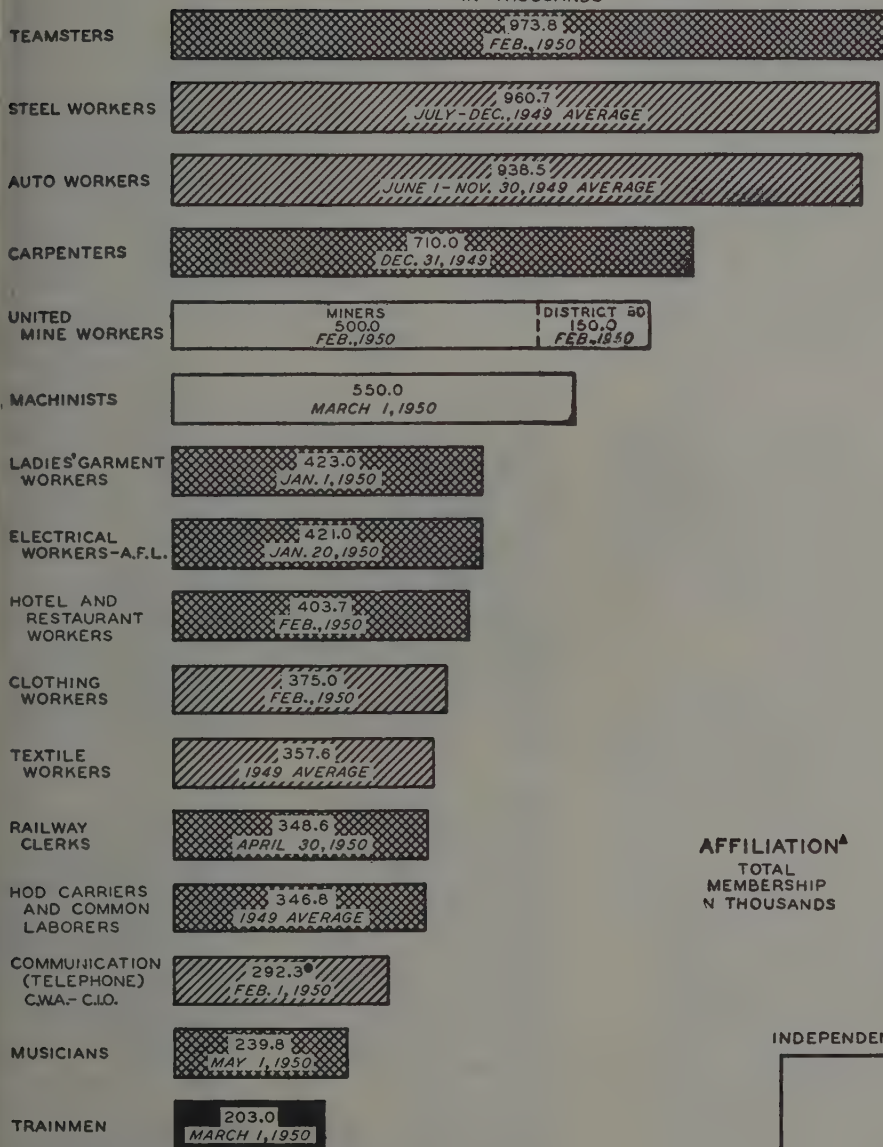 IN THOUSANDS
TEAMSTERS
973.8
FEB., 1950
STEEL WORKERS
960.7
JULY-DEC., 1949 AVERAGE
AUTO WORKERS
938.5
JUNE 1-NOV. 30, 1949 AVERAGE
CARPENTERS
710.0
DEC. 31, 1949
UNITED
MINE WORKERS
MINERS
500.0
FEB., 1950
DISTRICT 50
150.0
FEB., 1950
MACHINISTS
550.0
MARCH 1, 1950
LADIES' GARMENT
WORKERS
423.0
JAN. 1, 1950
ELECTRICAL
WORKERS-A.F.L.
421.0
JAN. 20, 1950
HOTEL AND
RESTAURANT
WORKERS
403.7
FEB., 1950
CLOTHING
WORKERS
375.0
FEB., 1950
TEXTILE
WORKERS
357.6
1949 AVERAGE
RAILWAY
CLERKS
348.6
APRIL 30, 1950
HOD CARRIERS
AND COMMON
LABORERS
346.8
1949 AVERAGE
COMMUNICATION
(TELEPHONE)
C.W.A.- C.I.O.
292.3●
FEB. 1, 1950
MUSICIANS
239.8
MAY 1, 1950
TRAINMEN
203.0
MARCH 1, 1950
AFFILIATION▲
TOTAL
MEMBERSHIP
N THOUSANDS
INDEPENDEN